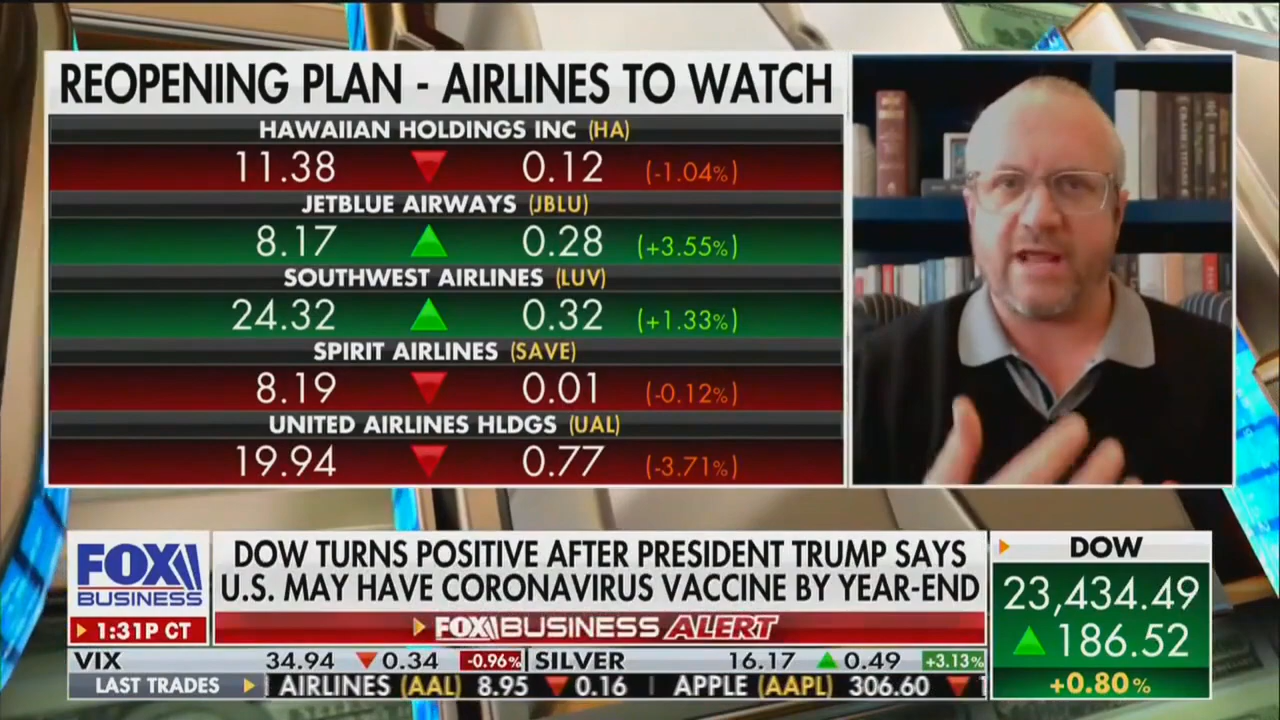 REOPENING PLAN - AIRLINES TO WATCH
HAWAIIAN HOLDINGS INC (HA)
11.38 ▼ 0.12 (-1.04%)
JETBLUE AIRWAYS (JBLU)
8.17 ▲ 0.28 (+3.55%)
SOUTHWEST AIRLINES (LUV)
24.32 ▲ 0.32 (+1.33%)
SPIRIT AIRLINES (SAVE)
8.19 ▼ 0.01 (-0.12%)
UNITED AIRLINES HLDGS (UAL)
19.94 ▼ 0.77 (-3.71%)
FOX
BUSINESS
1:31P CT
DOW TURNS POSITIVE AFTER PRESIDENT TRUMP SAYS
U.S. MAY HAVE CORONAVIRUS VACCINE BY YEAR-END
FOX BUSINESS ALERT
DOW
23,434.49
▲ 186.52
+0.80%
VIX 34.94 ▼ 0.34 -0.96% SILVER 16.17 ▲ 0.49 +3.13%
LAST TRADES AIRLINES (AAL) 8.95 ▼ 0.16 | APPLE (AAPL) 306.60 ▼